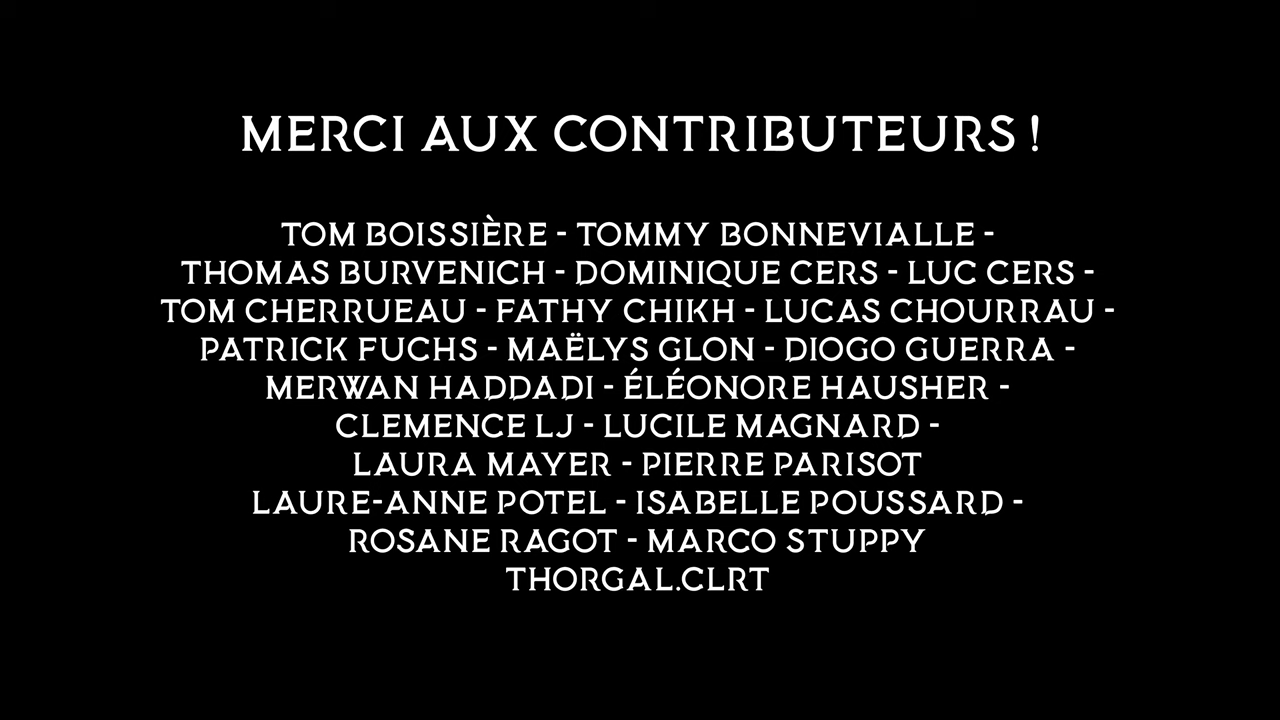 MERCI AUX CONTRIBUTEURS !
TOM BOISSIÈRE - TOMMY BONNEVIALLE -
THOMAS BURVENICH - DOMINIQUE CERS - LUC CERS -
TOM CHERRUEAU - FATHY CHIKH - LUCAS CHOURRAU -
PATRICK FUCHS - MAËLYS GLON - DIOGO GUERRA -
MERWAN HADDADI - ÉLÉONORE HAUSHER -
CLEMENCE LJ - LUCILE MAGNARD -
LAURA MAYER - PIERRE PARISOT
LAURE-ANNE POTEL - ISABELLE POUSSARD -
ROSANE RAGOT - MARCO STUPPY
THORGAL.CLRT